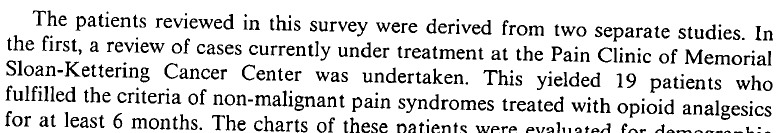 The patients reviewed in this survey were derived from two separate studies. In
the first, a review of cases currently under treatment at the Pain Clinic of Memorial
Sloan-Kettering Cancer Center was undertaken. This yielded 19 patients who
fulfilled the criteria of non-malignant pain syndromes treated with opioid analgesics
for at least 6 months. The charts of these patients were evaluated for